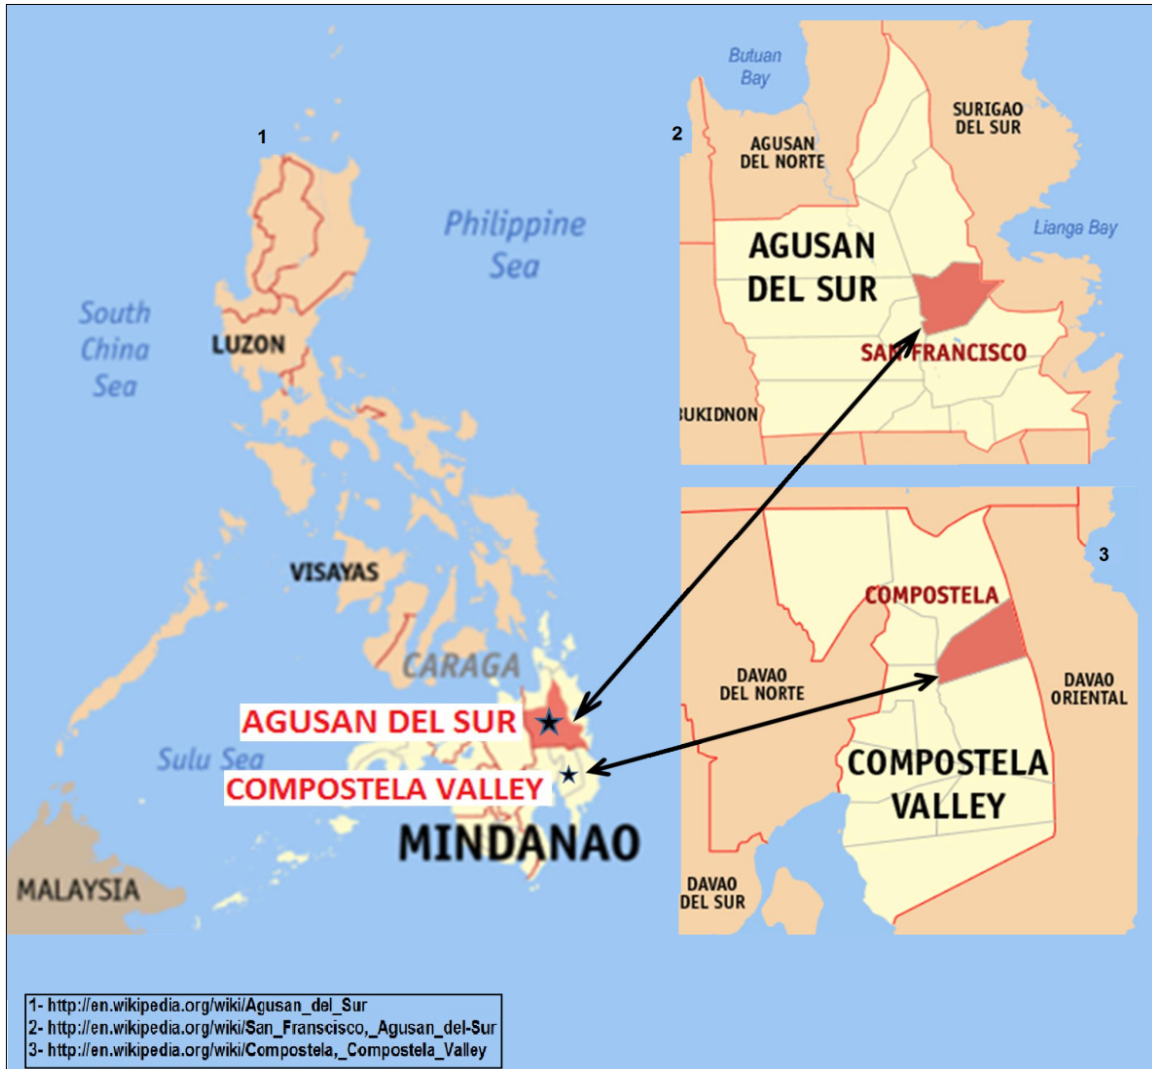 1
Philippine
Sea
South
China
Sea
LUZON
VISAYAS
CARAGA
AGUSAN DEL SUR
Sulu Sea
COMPOSTELA VALLEY
MINDANAO
MALAYSIA
2
Butuan
Bay
SURIGAO
DEL SUR
AGUSAN
DEL NORTE
Lianga Bay
AGUSAN
DEL SUR
SAN FRANCISCO
BUKIDNON
3
COMPOSTELA
DAVAO
DEL NORTE
DAVAO
ORIENTAL
COMPOSTELA
VALLEY
DAVAO
DEL SUR
1- http://en.wikipedia.org/wiki/Agusan_del_Sur
2- http://en.wikipedia.org/wiki/San_Franscisco,_Agusan_del-Sur
3- http://en.wikipedia.org/wiki/Compostela,_Compostela_Valley